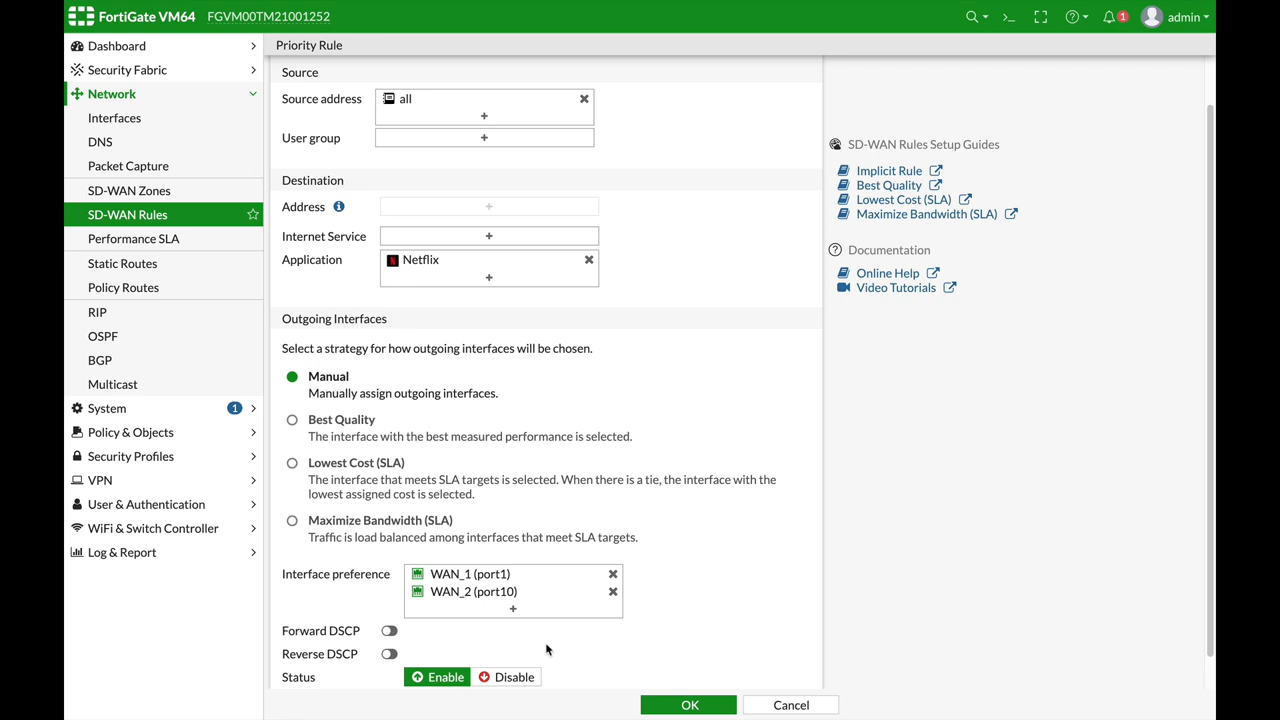 FortiGate VM64 FGVM00TM21001252
>_ 1 admin
Dashboard
Security Fabric
Network
Interfaces
DNS
Packet Capture
SD-WAN Zones
SD-WAN Rules
Performance SLA
Static Routes
Policy Routes
RIP
OSPF
BGP
Multicast
System 1
Policy & Objects
Security Profiles
VPN
User & Authentication
WiFi & Switch Controller
Log & Report
Priority Rule
Source
Source address all
+
User group +
Destination
Address +
Internet Service +
Application Netflix
+
Outgoing Interfaces
Select a strategy for how outgoing interfaces will be chosen.
Manual
Manually assign outgoing interfaces.
Best Quality
The interface with the best measured performance is selected.
Lowest Cost (SLA)
The interface that meets SLA targets is selected. When there is a tie, the interface with the
lowest assigned cost is selected.
Maximize Bandwidth (SLA)
Traffic is load balanced among interfaces that meet SLA targets.
Interface preference WAN_1 (port1)
WAN_2 (port10)
+
Forward DSCP
Reverse DSCP
Status Enable Disable
OK Cancel
SD-WAN Rules Setup Guides
Implicit Rule
Best Quality
Lowest Cost (SLA)
Maximize Bandwidth (SLA)
Documentation
Online Help
Video Tutorials